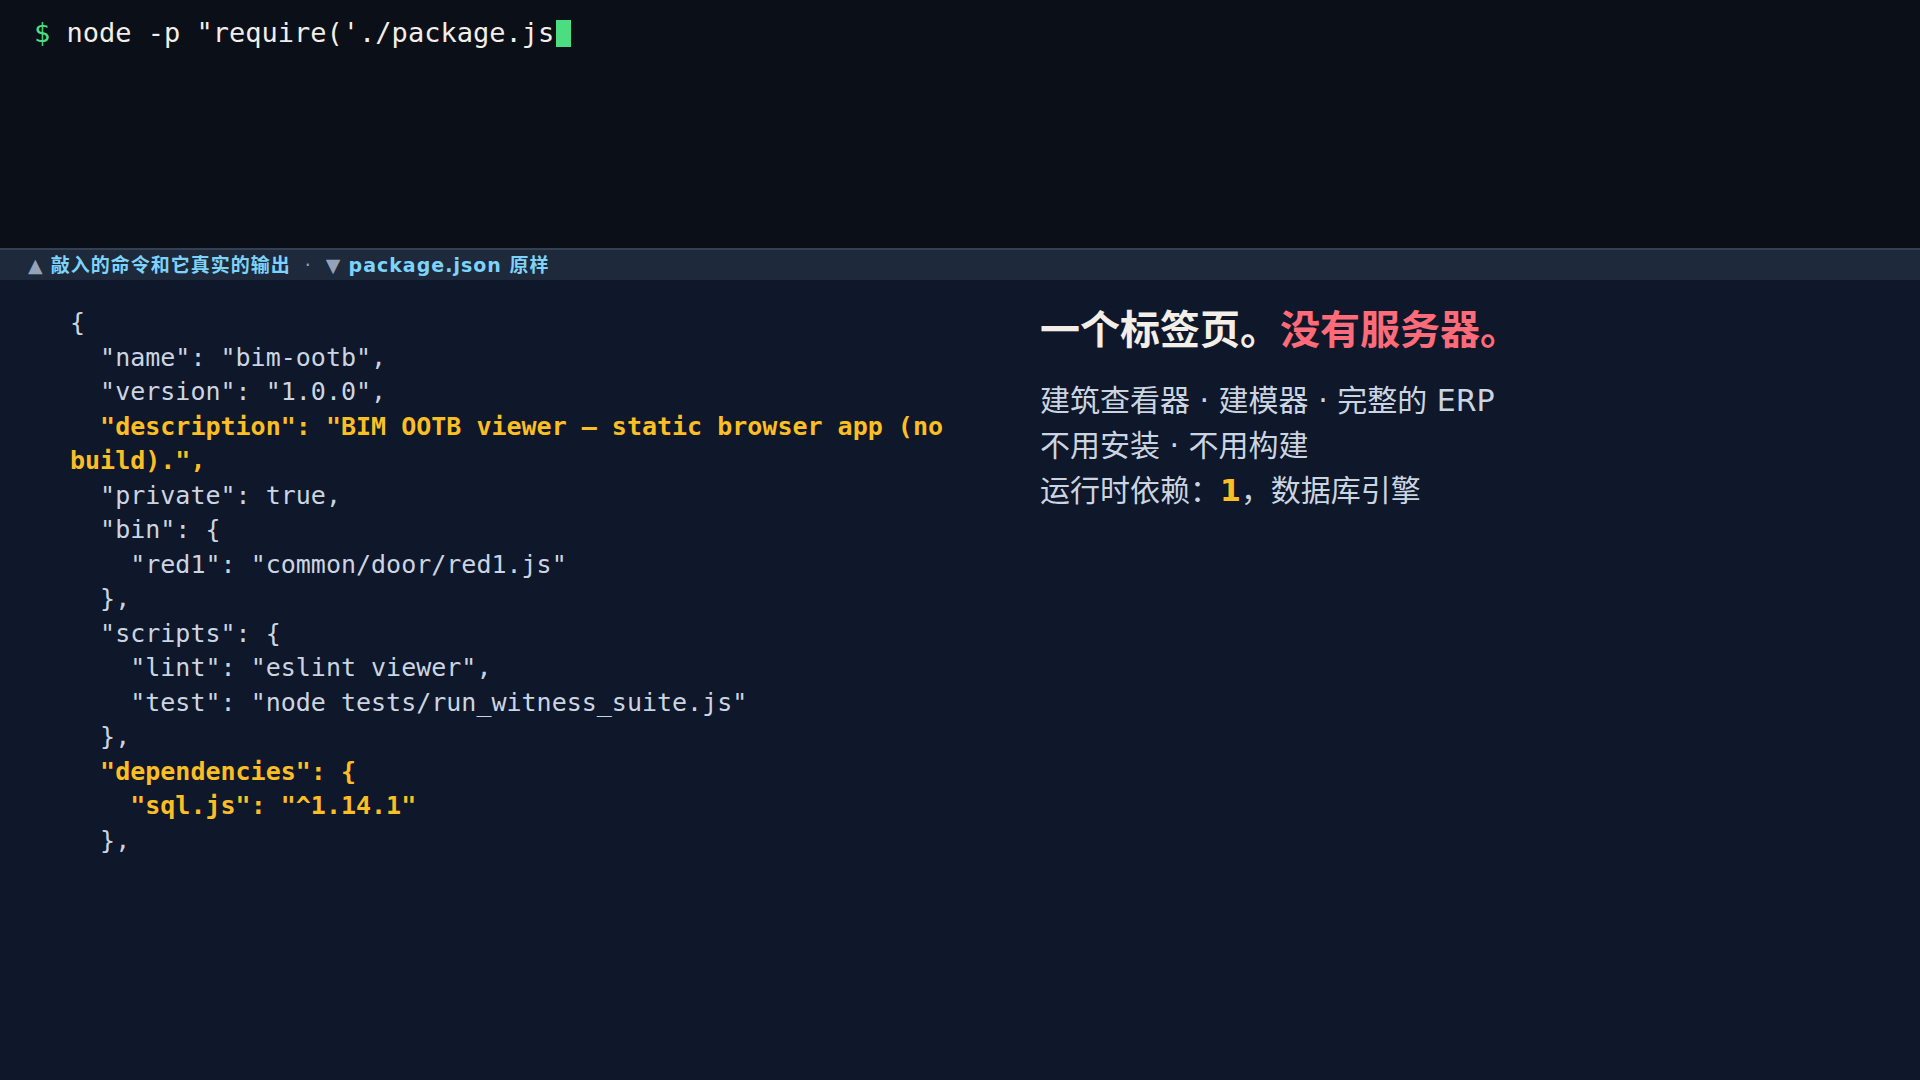 $ node -p "require('./package.js
▲ 敲入的命令和它真实的输出 · ▼ package.json 原样
{
  "name": "bim-ootb",
  "version": "1.0.0",
  "description": "BIM OOTB viewer — static browser app (no
build).",
  "private": true,
  "bin": {
    "red1": "common/door/red1.js"
  },
  "scripts": {
    "lint": "eslint viewer",
    "test": "node tests/run_witness_suite.js"
  },
  "dependencies": {
    "sql.js": "^1.14.1"
  },
一个标签页。没有服务器。
建筑查看器 · 建模器 · 完整的 ERP
不用安装 · 不用构建
运行时依赖：1，数据库引擎